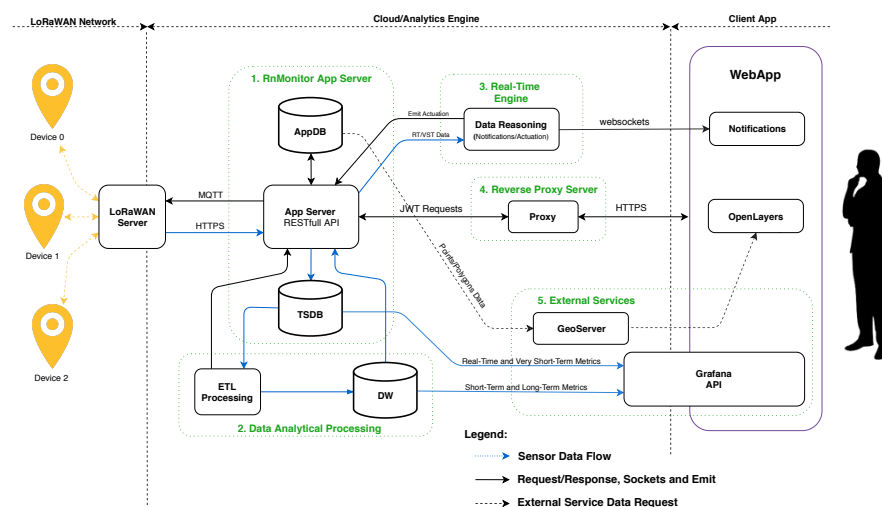 LoRaWAN Network
Cloud/Analytics Engine
Client App
Device 0
Device 1
Device 2
LoRaWAN
Server
MQTT
HTTPS
1. RnMonitor App Server
AppDB
App Server
RESTfull API
TSDB
Emit Actuation
RT/VST Data
3. Real-Time
Engine
Data Reasoning
(Notifications/Actuation)
websockets
4. Reverse Proxy Server
JWT Requests
Proxy
HTTPS
Points/Polygons Data
WebApp
Notifications
OpenLayers
5. External Services
GeoServer
Grafana
API
Real-Time and Very Short-Term Metrics
Short-Term and Long-Term Metrics
ETL
Processing
DW
2. Data Analytical Processing
Legend:
Sensor Data Flow
Request/Response, Sockets and Emit
External Service Data Request